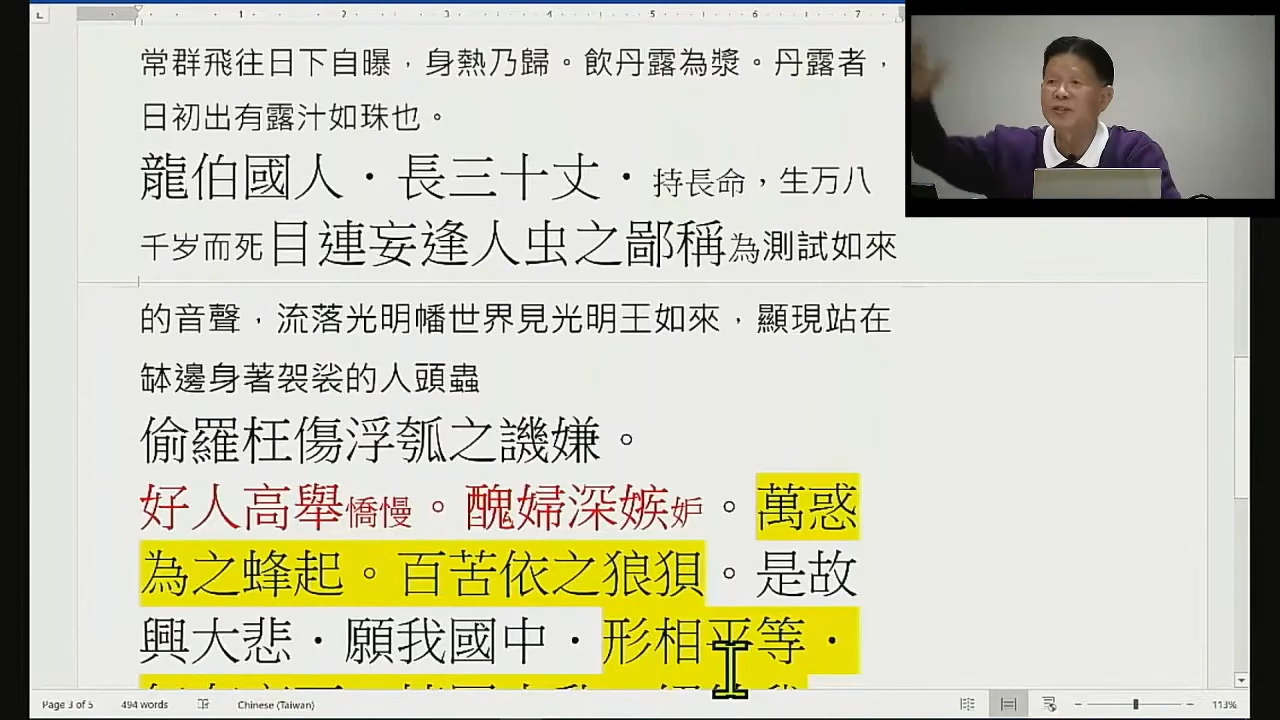 1 2 3 4 5 6 7
常群飛往日下自曝，身熱乃歸。飲丹露為漿。丹露者，
日初出有露汁如珠也。
龍伯國人・長三十丈・持長命，生万八
千岁而死目連妄逢人虫之鄙稱為測試如來
的音聲，流落光明幡世界見光明王如來，顯現站在
缽邊身著袈裟的人頭蟲
偷羅枉傷浮瓠之譏嫌。
好人高舉憍慢。醜婦深嫉妒。萬惑
為之蜂起。百苦依之狼狽。是故
興大悲・願我國中・形相平等・
Page 3 of 5 494 words Chinese (Taiwan) 113%